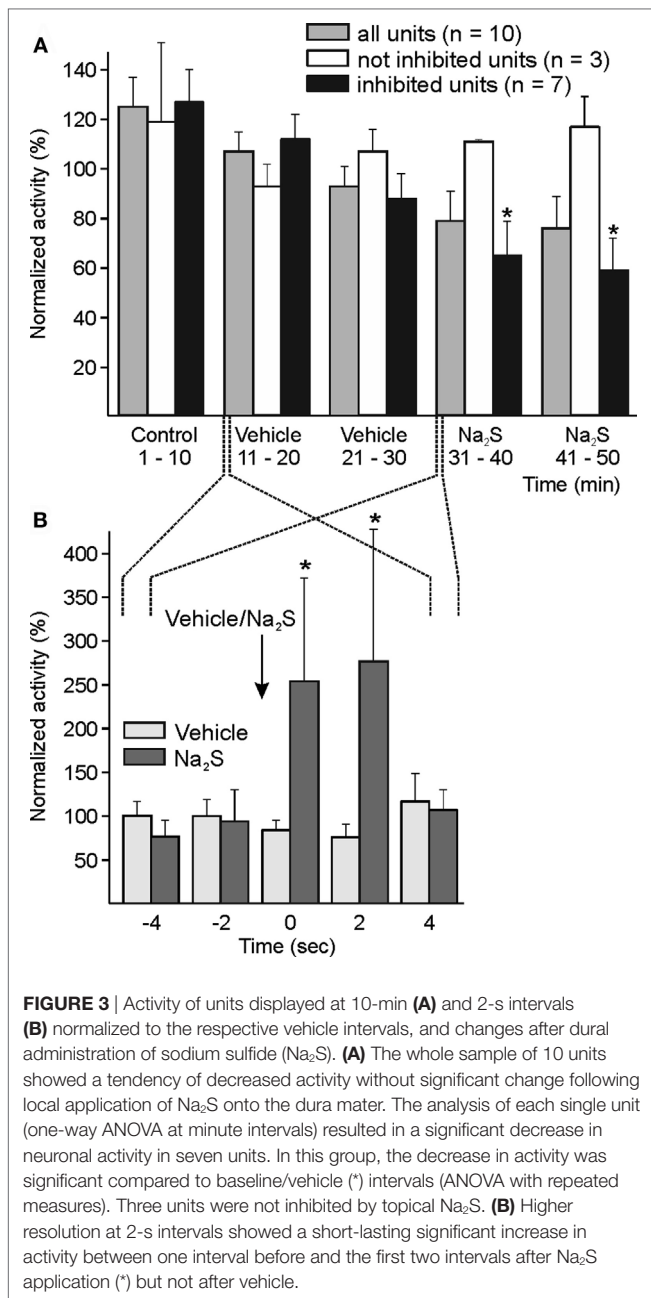 A
all units (n = 10)
not inhibited units (n = 3)
inhibited units (n = 7)
Normalized activity (%)
140
120
100
80
60
40
20
*
*
Control Vehicle Vehicle Na₂S Na₂S
1 - 10 11 - 20 21 - 30 31 - 40 41 - 50
Time (min)
B
Normalized activity (%)
400
350
300
250
200
150
100
50
*
*
Vehicle/Na₂S
Vehicle
Na₂S
-4 -2 0 2 4
Time (sec)
FIGURE 3 | Activity of units displayed at 10-min (A) and 2-s intervals
(B) normalized to the respective vehicle intervals, and changes after dural
administration of sodium sulfide (Na₂S). (A) The whole sample of 10 units
showed a tendency of decreased activity without significant change following
local application of Na₂S onto the dura mater. The analysis of each single unit
(one-way ANOVA at minute intervals) resulted in a significant decrease in
neuronal activity in seven units. In this group, the decrease in activity was
significant compared to baseline/vehicle (*) intervals (ANOVA with repeated
measures). Three units were not inhibited by topical Na₂S. (B) Higher
resolution at 2-s intervals showed a short-lasting significant increase in
activity between one interval before and the first two intervals after Na₂S
application (*) but not after vehicle.